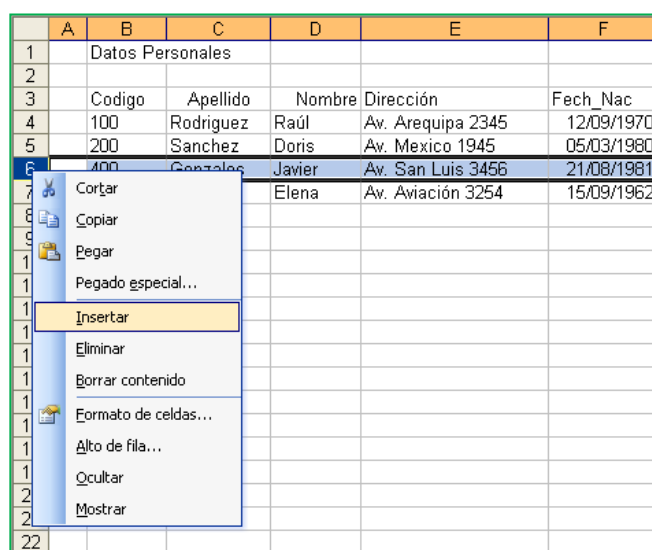 A B C D E F
1 Datos Personales
2
3 Codigo Apellido Nombre Dirección Fech_Nac
4 100 Rodriguez Raúl Av. Arequipa 2345 12/09/1970
5 200 Sanchez Doris Av. Mexico 1945 05/03/1980
6 400 Gonzales Javier Av. San Luis 3456 21/08/1981
7 Elena Av. Aviación 3254 15/09/1962
Cortar
Copiar
Pegar
Pegado especial...
Insertar
Eliminar
Borrar contenido
Formato de celdas...
Alto de fila...
Ocultar
Mostrar
22